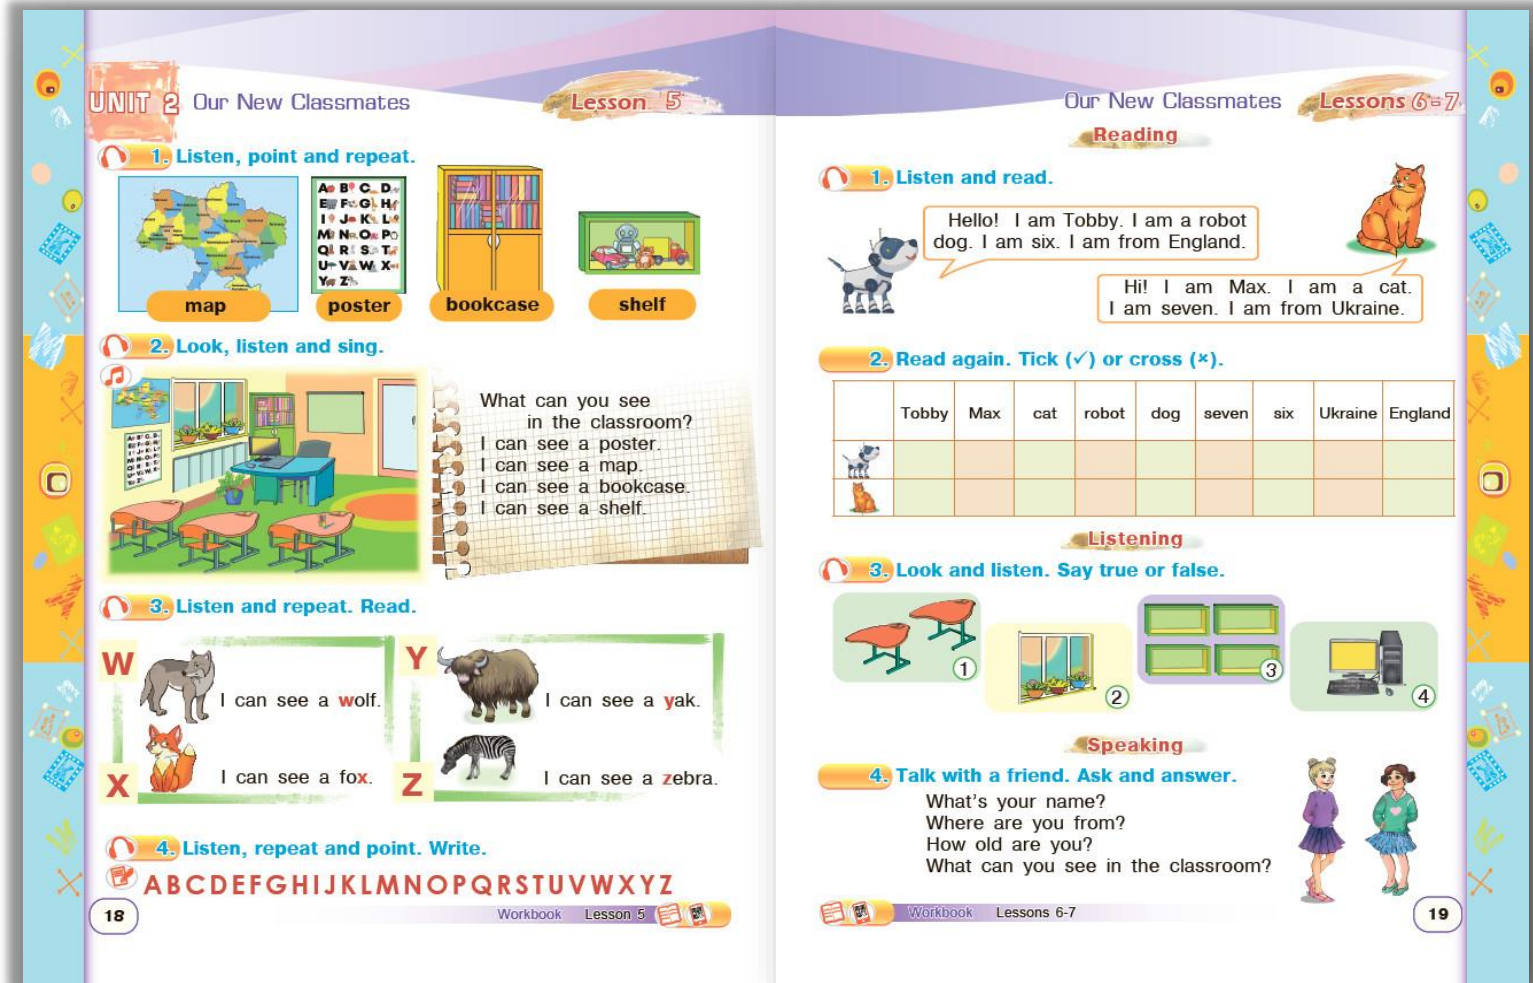 UNIT 2 Our New Classmates Lesson 5
1. Listen, point and repeat.
map
poster
bookcase
shelf
2. Look, listen and sing.
What can you see
in the classroom?
I can see a poster.
I can see a map.
I can see a bookcase.
I can see a shelf.
3. Listen and repeat. Read.
W
I can see a wolf.
X
I can see a fox.
Y
I can see a yak.
Z
I can see a zebra.
4. Listen, repeat and point. Write.
ABCDEFGHIJKLMNOPQRSTUVWXYZ
18
Workbook Lesson 5
Our New Classmates Lessons 6-7
Reading
1. Listen and read.
Hello! I am Tobby. I am a robot
dog. I am six. I am from England.
Hi! I am Max. I am a cat.
I am seven. I am from Ukraine.
2. Read again. Tick (✓) or cross (×).
Tobby Max cat robot dog seven six Ukraine England
Listening
3. Look and listen. Say true or false.
1
2
3
4
Speaking
4. Talk with a friend. Ask and answer.
What's your name?
Where are you from?
How old are you?
What can you see in the classroom?
Workbook Lessons 6-7
19